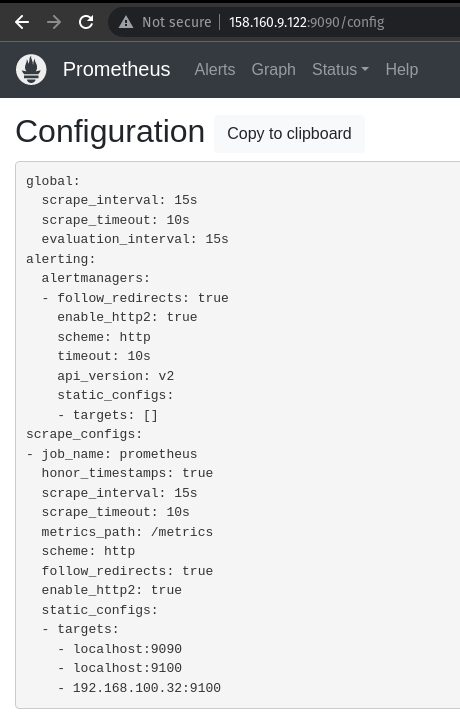 Not secure | 158.160.9.122:9090/config
Prometheus Alerts Graph Status Help
Configuration Copy to clipboard
global:
  scrape_interval: 15s
  scrape_timeout: 10s
  evaluation_interval: 15s
alerting:
  alertmanagers:
  - follow_redirects: true
    enable_http2: true
    scheme: http
    timeout: 10s
    api_version: v2
    static_configs:
    - targets: []
scrape_configs:
- job_name: prometheus
  honor_timestamps: true
  scrape_interval: 15s
  scrape_timeout: 10s
  metrics_path: /metrics
  scheme: http
  follow_redirects: true
  enable_http2: true
  static_configs:
  - targets:
    - localhost:9090
    - localhost:9100
    - 192.168.100.32:9100